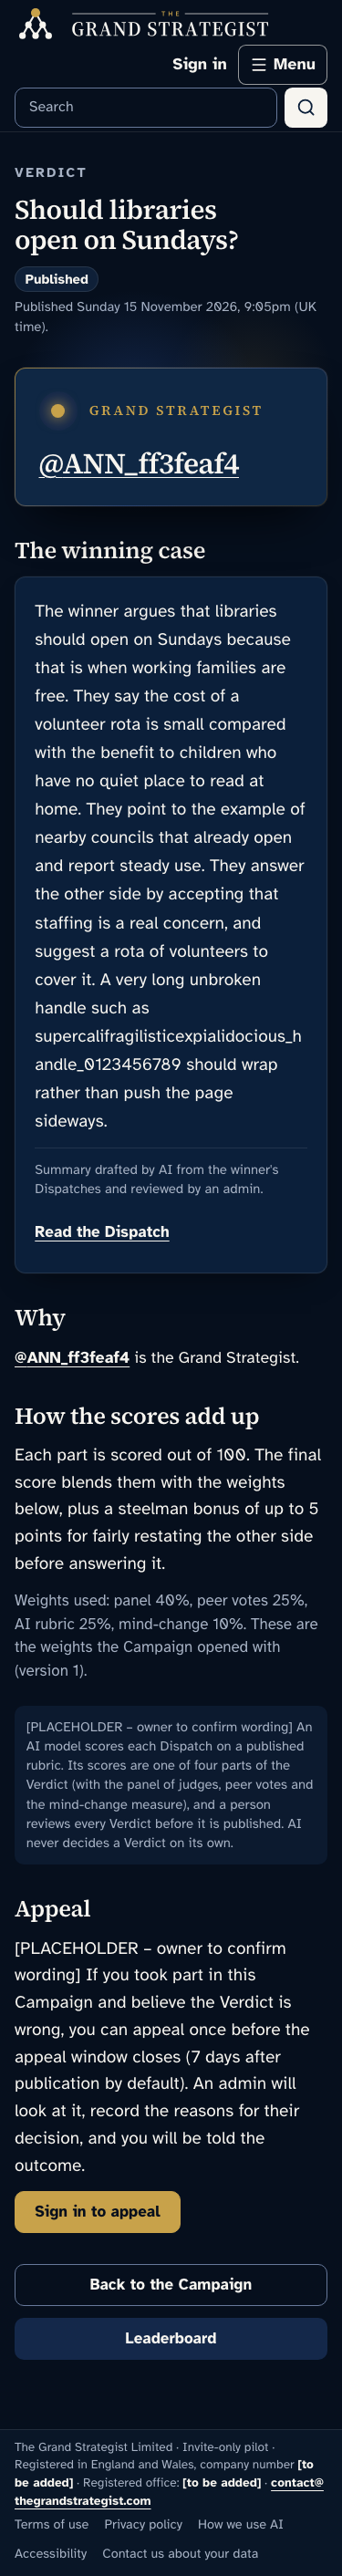 THE
GRAND STRATEGIST
Sign in
Menu
Search
VERDICT
Should libraries
open on Sundays?
Published
Published Sunday 15 November 2026, 9:05pm (UK
time).
GRAND STRATEGIST
@ANN_ff3feaf4
The winning case
The winner argues that libraries
should open on Sundays because
that is when working families are
free. They say the cost of a
volunteer rota is small compared
with the benefit to children who
have no quiet place to read at
home. They point to the example of
nearby councils that already open
and report steady use. They answer
the other side by accepting that
staffing is a real concern, and
suggest a rota of volunteers to
cover it. A very long unbroken
handle such as
supercalifragilisticexpialidocious_h
andle_0123456789 should wrap
rather than push the page
sideways.
Summary drafted by AI from the winner's
Dispatches and reviewed by an admin.
Read the Dispatch
Why
@ANN_ff3feaf4 is the Grand Strategist.
How the scores add up
Each part is scored out of 100. The final
score blends them with the weights
below, plus a steelman bonus of up to 5
points for fairly restating the other side
before answering it.
Weights used: panel 40%, peer votes 25%,
AI rubric 25%, mind-change 10%. These are
the weights the Campaign opened with
(version 1).
[PLACEHOLDER – owner to confirm wording] An
AI model scores each Dispatch on a published
rubric. Its scores are one of four parts of the
Verdict (with the panel of judges, peer votes and
the mind-change measure), and a person
reviews every Verdict before it is published. AI
never decides a Verdict on its own.
Appeal
[PLACEHOLDER – owner to confirm
wording] If you took part in this
Campaign and believe the Verdict is
wrong, you can appeal once before the
appeal window closes (7 days after
publication by default). An admin will
look at it, record the reasons for their
decision, and you will be told the
outcome.
Sign in to appeal
Back to the Campaign
Leaderboard
The Grand Strategist Limited · Invite-only pilot ·
Registered in England and Wales, company number [to
be added] · Registered office: [to be added] · contact@
thegrandstrategist.com
Terms of use Privacy policy How we use AI
Accessibility Contact us about your data